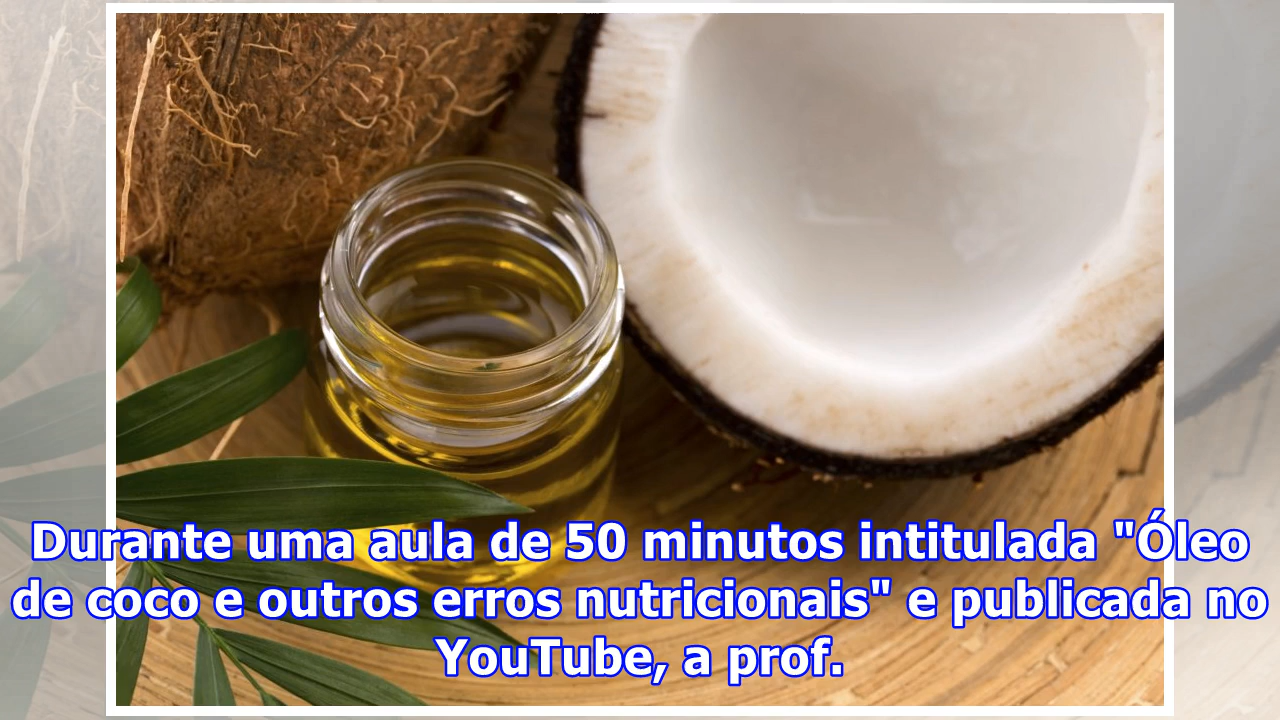 Durante uma aula de 50 minutos intitulada "Óleo
de coco e outros erros nutricionais" e publicada no
YouTube, a prof.